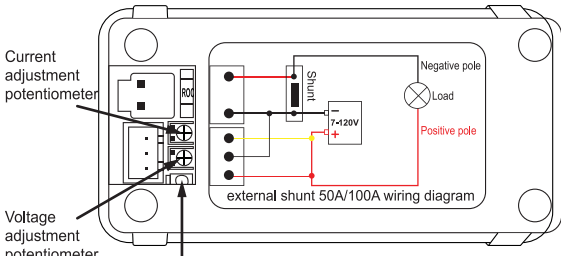 Current
adjustment
potentiometer
ROC
Shunt
Negative pole
Load
7-120V
Positive pole
external shunt 50A/100A wiring diagram
Voltage
adjustment
potentiometer